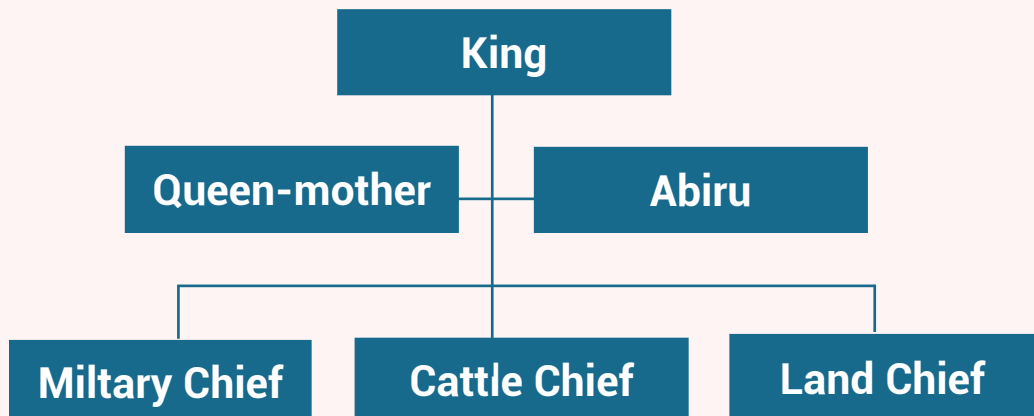 King
Queen-mother
Abiru
Miltary Chief
Cattle Chief
Land Chief